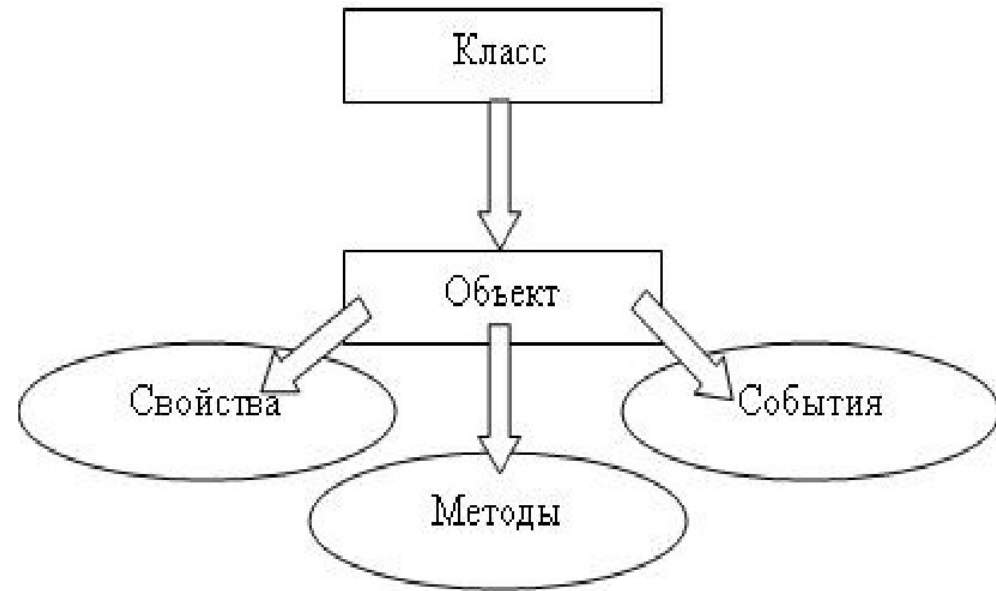 Класс
Объект
Свойства
События
Методы